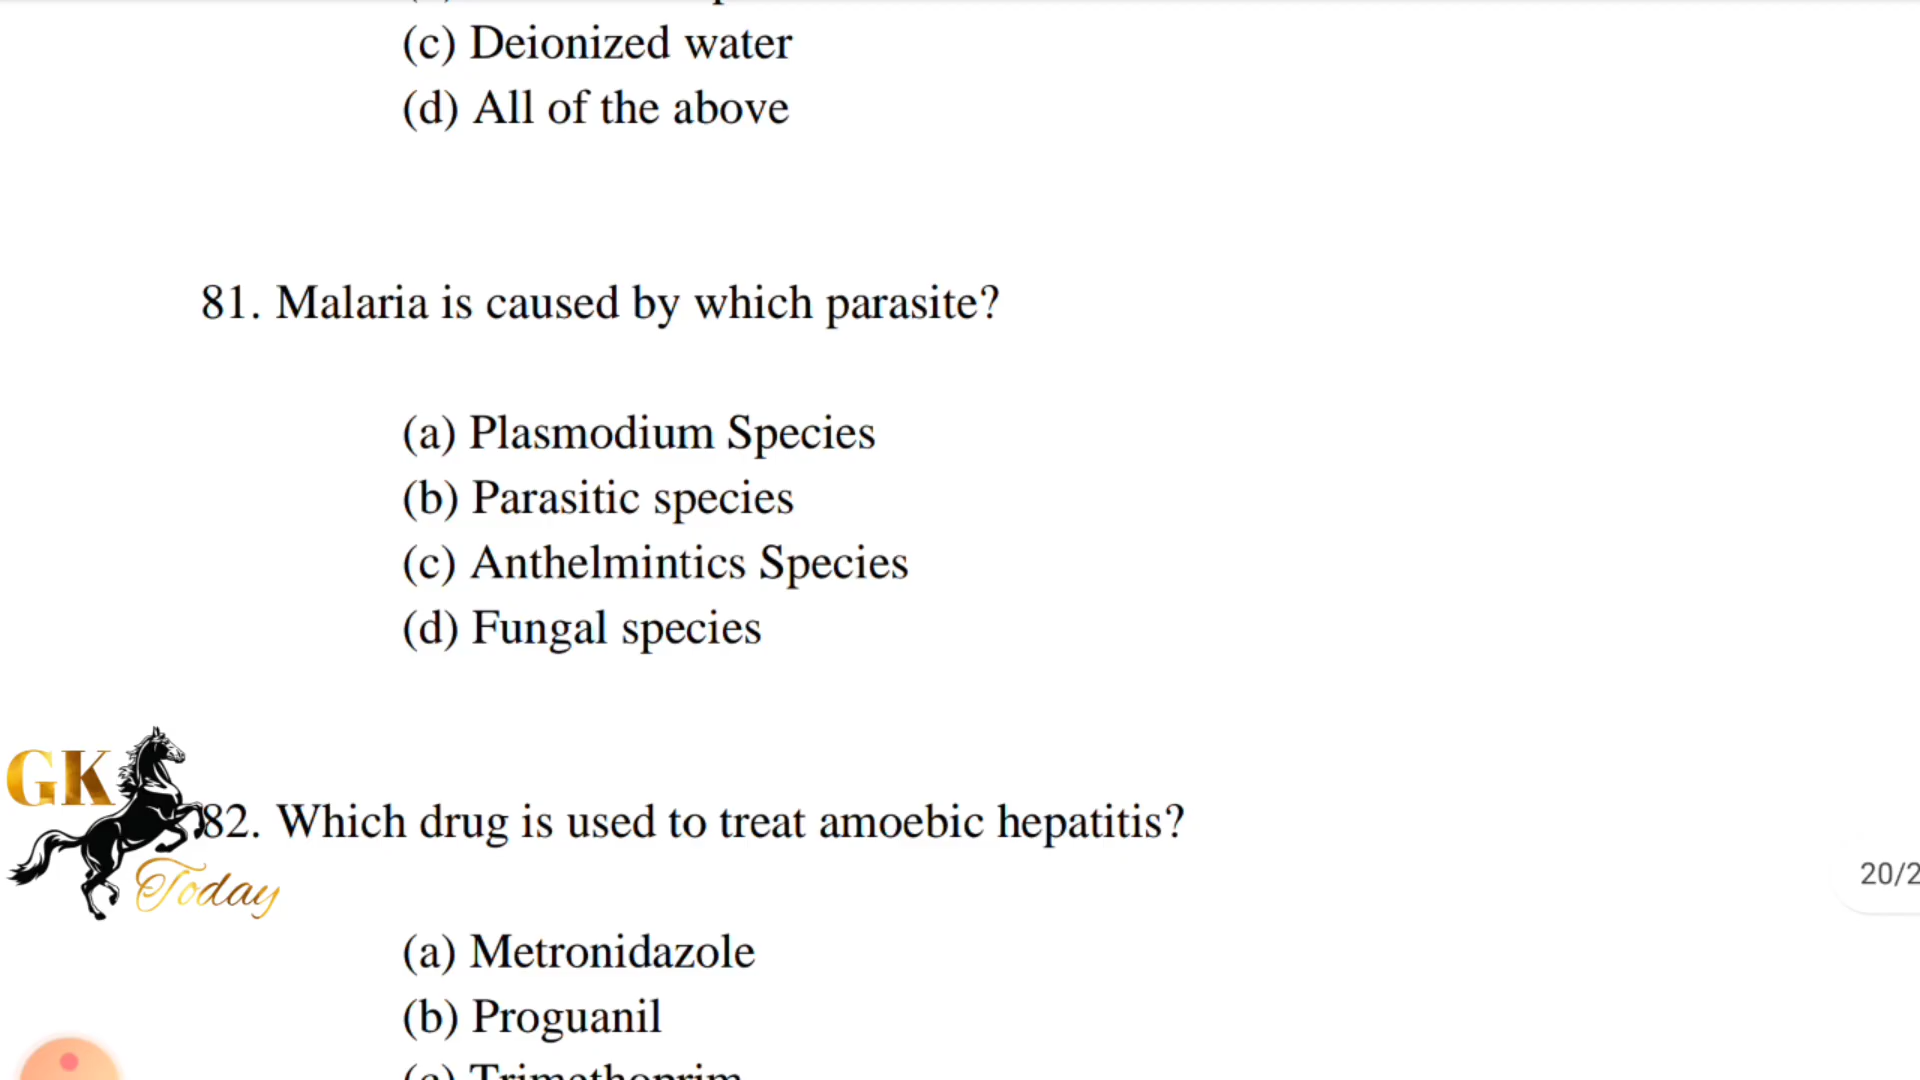 (c) Deionized water
(d) All of the above
81. Malaria is caused by which parasite?
(a) Plasmodium Species
(b) Parasitic species
(c) Anthelmintics Species
(d) Fungal species
GK
82. Which drug is used to treat amoebic hepatitis?
Today
20/2
(a) Metronidazole
(b) Proguanil
(c) Trimethoprim